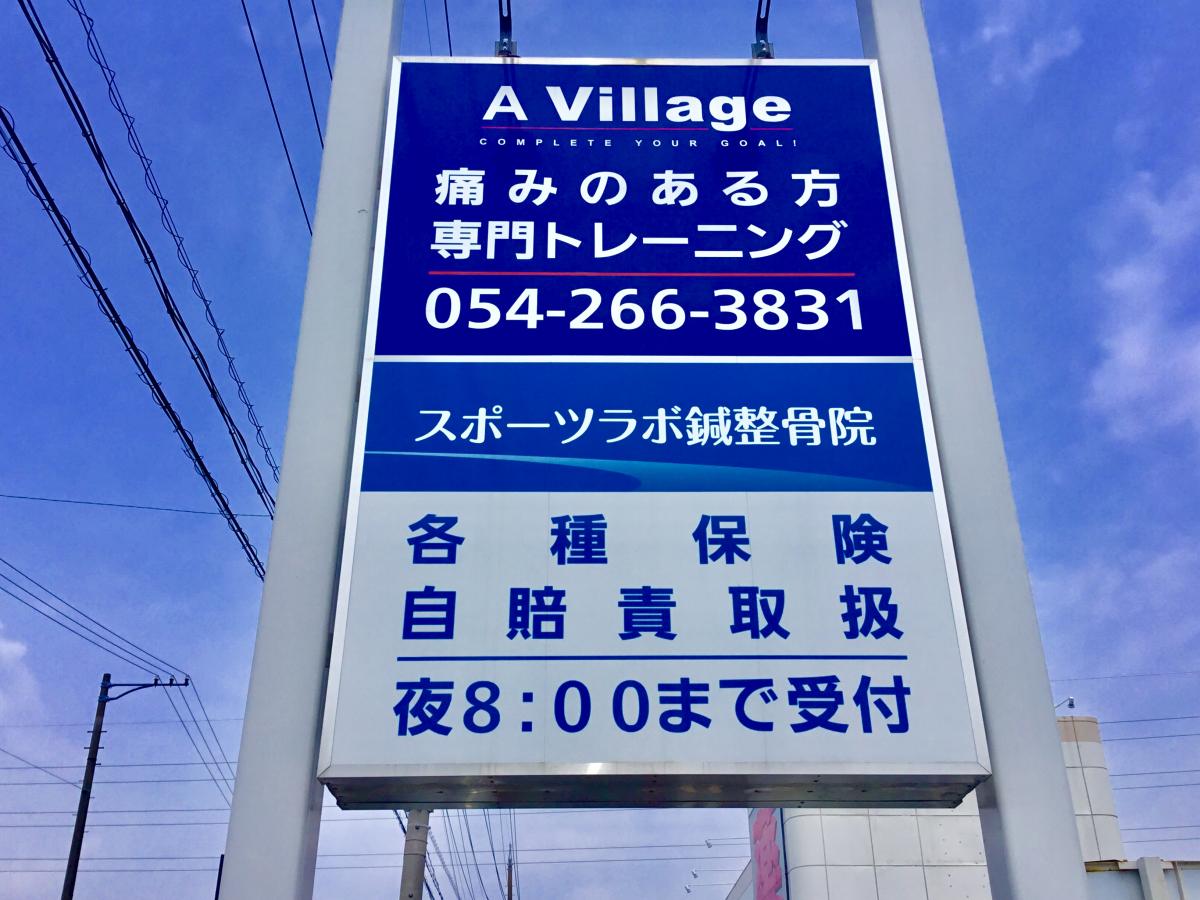 A Village
COMPLETE YOUR GOAL!
痛みのある方
専門トレーニング
054-266-3831
スポーツラボ鍼整骨院
各種保険
自賠責取扱
夜8:00まで受付